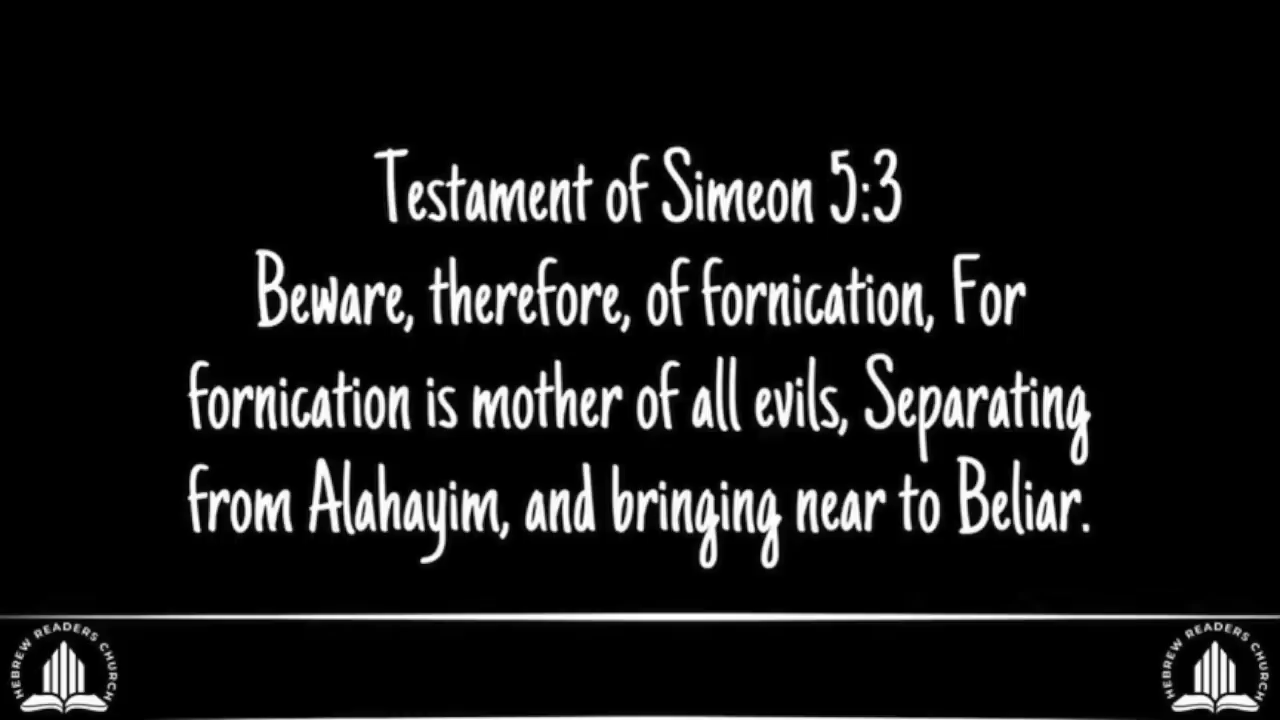 Testament of Simeon 5:3
Beware, therefore, of fornication, For
fornication is mother of all evils, Separating
from Alahayim, and bringing near to Beliar.
HEBREW READERS CHURCH
HEBREW READERS CHURCH